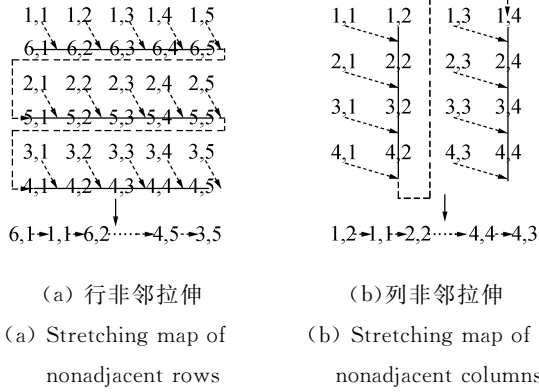 1,1 1,2 1,3 1,4 1,5 1,1 1,2 1,3 1,4
6,1 6,2 6,3 6,4 6,5
2,1 2,2 2,3 2,4 2,5 2,1 2,2 2,3 2,4
5,1 5,2 5,3 5,4 5,5 3,1 3,2 3,3 3,4
3,1 3,2 3,3 3,4 3,5 4,1 4,2 4,3 4,4
4,1 4,2 4,3 4,4 4,5
6,1 1,1 6,2 4,5 3,5 1,2 1,1 2,2 4,4 4,3
(a) 行非邻拉伸 (b)列非邻拉伸
(a) Stretching map of (b) Stretching map of
nonadjacent rows nonadjacent columns